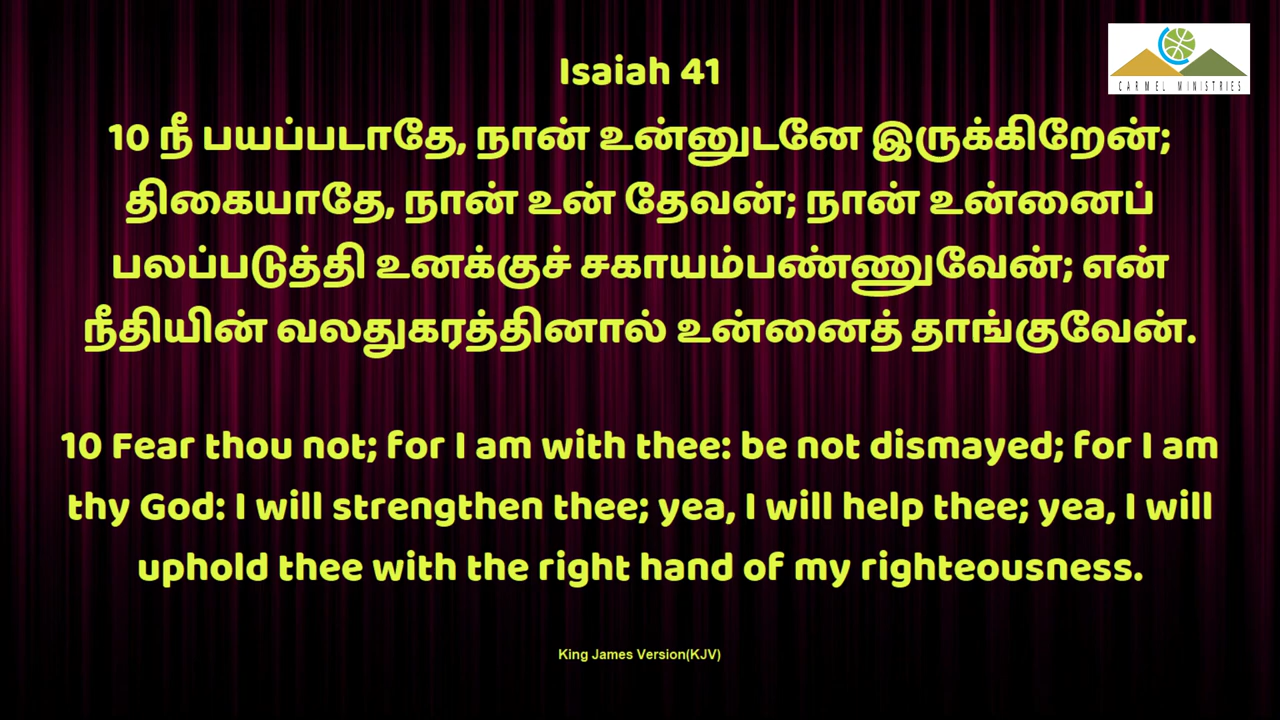 CARMEL MINISTRIES
Isaiah 41
10 நீ பயப்படாதே, நான் உன்னுடனே இருக்கிறேன்;
திகையாதே, நான் உன் தேவன்; நான் உன்னைப்
பலப்படுத்தி உனக்குச் சகாயம்பண்ணுவேன்; என்
நீதியின் வலதுகரத்தினால் உன்னைத் தாங்குவேன்.
10 Fear thou not; for I am with thee: be not dismayed; for I am
thy God: I will strengthen thee; yea, I will help thee; yea, I will
uphold thee with the right hand of my righteousness.
King James Version(KJV)